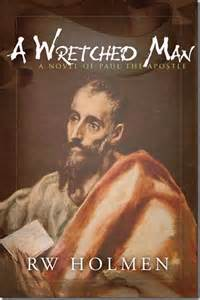 A WRETCHED MAN
A NOVEL OF PAUL THE APOSTLE
RW HOLMEN